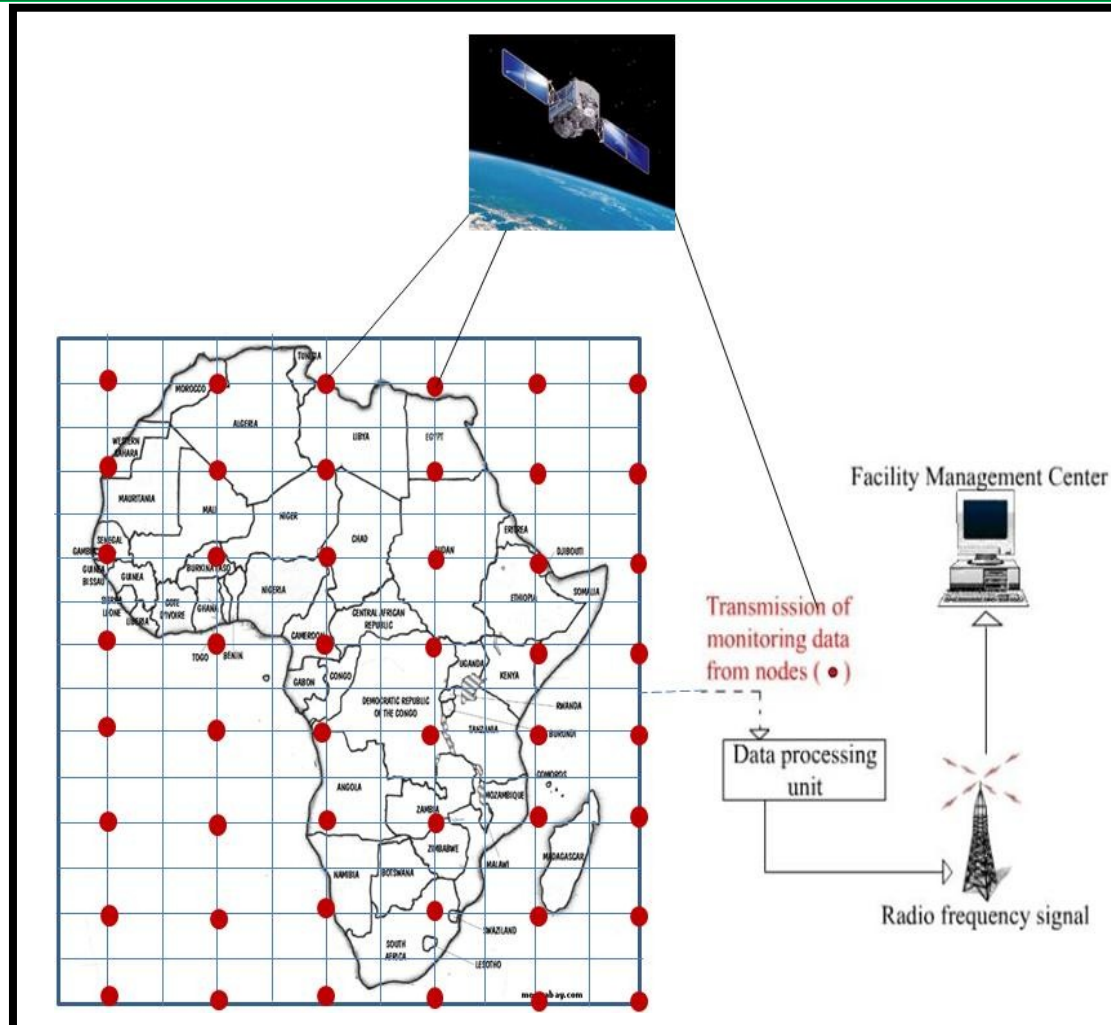 TUNISIA
MOROCCO
ALGERIA
LIBYA
EGYPT
WESTERN
SAHARA
MAURITANIA
MALI
NIGER
CHAD
ERITREA
SENEGAL
DJIBOUTI
GUINEA
BISSAU
GUINEA
BURKINA FASO
NIGERIA
ETHIOPIA
SOMALIA
LEONE
LIBERIA
COTE
D'IVOIRE
GHANA
CENTRAL AFRICAN
REPUBLIC
CAMEROON
TOGO
BENIN
UGANDA
KENYA
GABON
CONGO
DEMOCRATIC REPUBLIC
OF THE CONGO
RWANDA
TANZANIA
BURUNDI
COMOROS
ANGOLA
MOZAMBIQUE
ZAMBIA
MALAWI
ZIMBABWE
MADAGASCAR
NAMIBIA
BOTSWANA
SWAZILAND
SOUTH
AFRICA
LESOTHO
Facility Management Center
Transmission of
monitoring data
from nodes ( )
Data processing
unit
Radio frequency signal